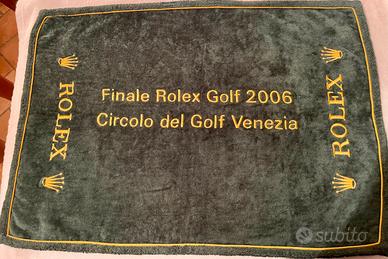 ROLEX
Finale Rolex Golf 2006
Circolo del Golf Venezia
ROLEX
subito